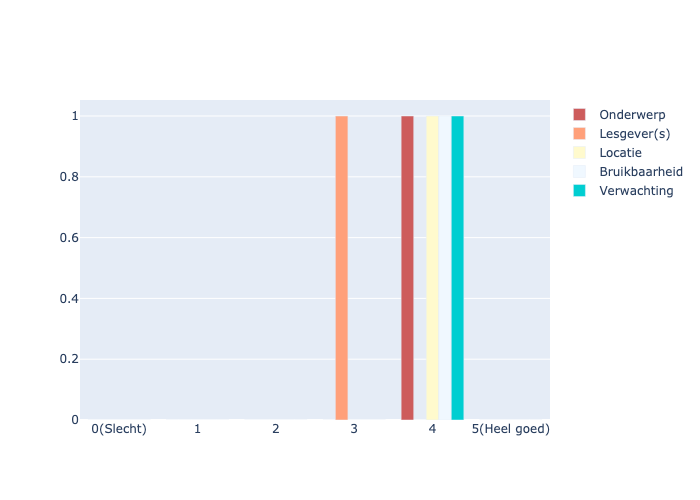 1
0.8
0.6
0.4
0.2
0
0(Slecht)
1
2
3
4
5(Heel goed)
Onderwerp
Lesgever(s)
Locatie
Bruikbaarheid
Verwachting